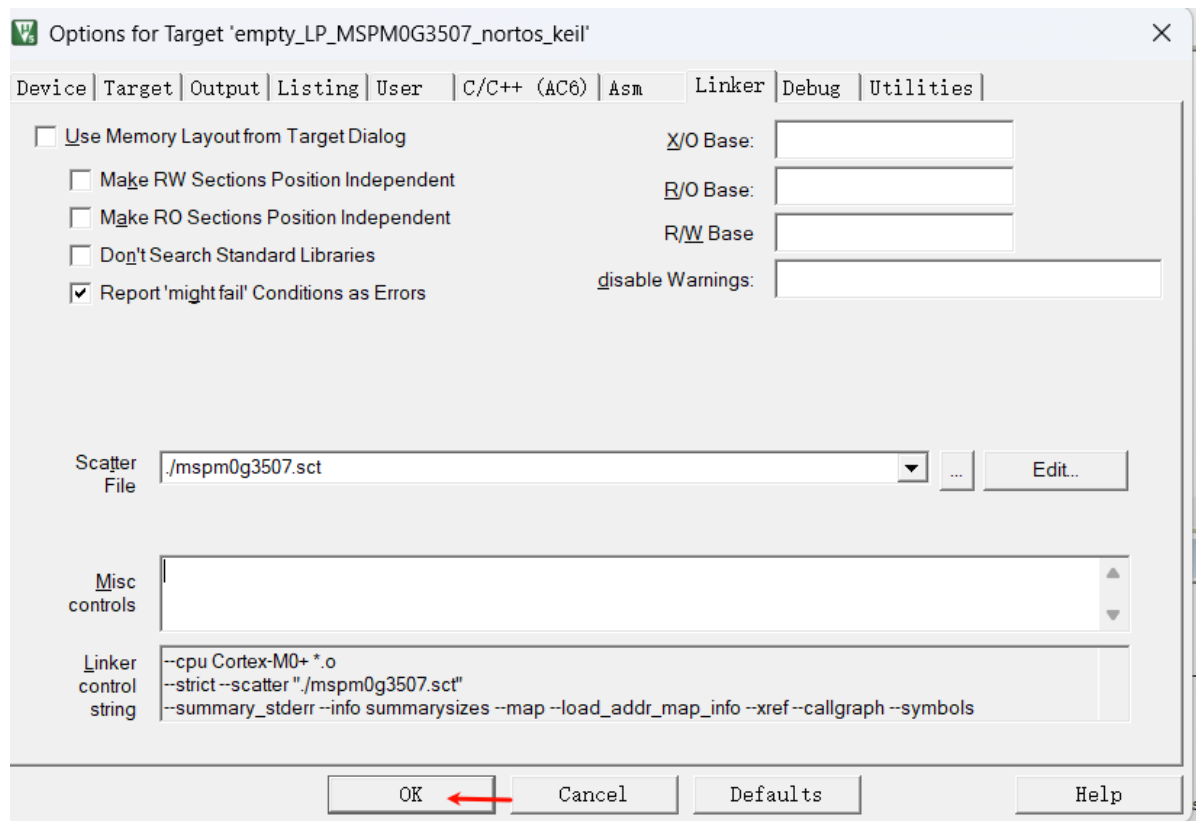 Options for Target 'empty_LP_MSPM0G3507_nortos_keil'
Device Target Output Listing User C/C++ (AC6) Asm Linker Debug Utilities
Use Memory Layout from Target Dialog
Make RW Sections Position Independent
Make RO Sections Position Independent
Don't Search Standard Libraries
Report 'might fail' Conditions as Errors
X/O Base:
R/O Base:
R/W Base
disable Warnings:
Scatter
File
./mspm0g3507.sct
...
Edit...
Misc
controls
Linker
control
string
--cpu Cortex-M0+ *.o
--strict --scatter "./mspm0g3507.sct"
--summary_stderr --info summarysizes --map --load_addr_map_info --xref --callgraph --symbols
OK
Cancel
Defaults
Help